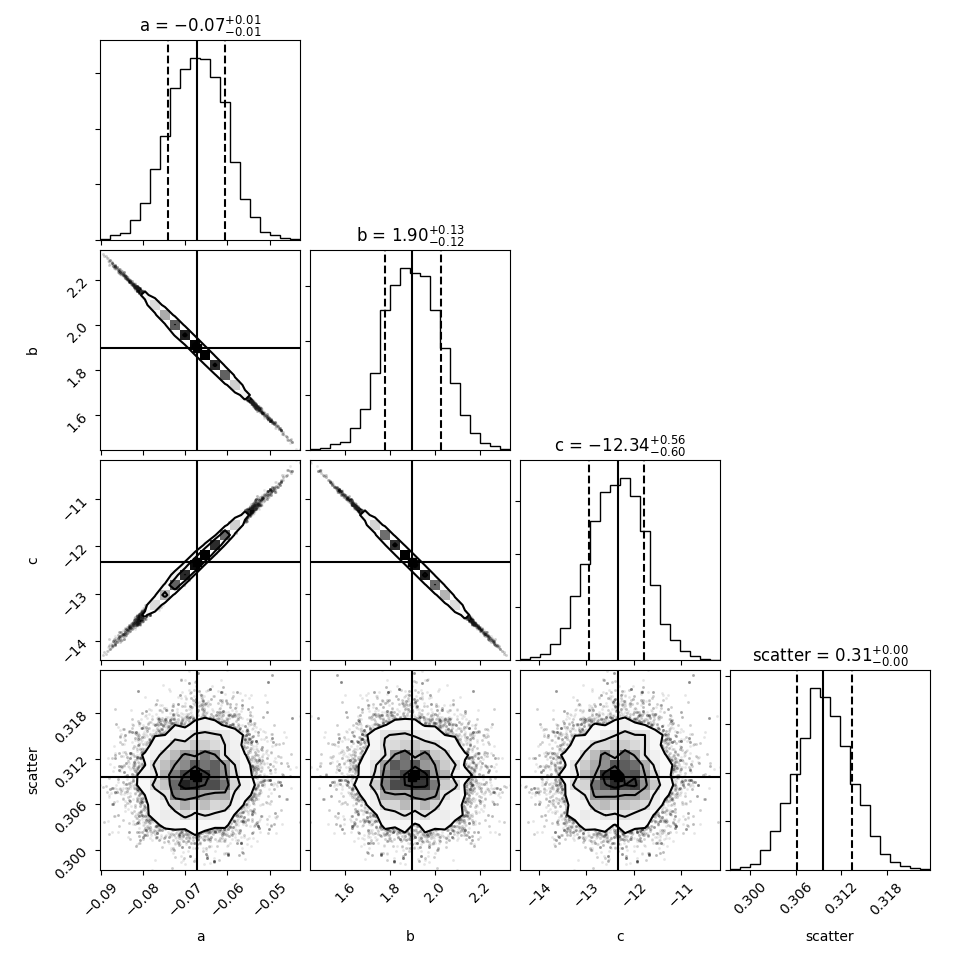 a = −0.07+0.01−0.01
b = 1.90+0.13−0.12
2.2
2.0
1.8
1.6
b
c = −12.34+0.56−0.60
−11
−12
−13
−14
c
scatter = 0.31+0.00−0.00
0.318
0.312
0.306
0.300
scatter
−0.09 −0.08 −0.07 −0.06 −0.05 1.6 1.8 2.0 2.2 −14 −13 −12 −11 0.300 0.306 0.312 0.318
a b c scatter